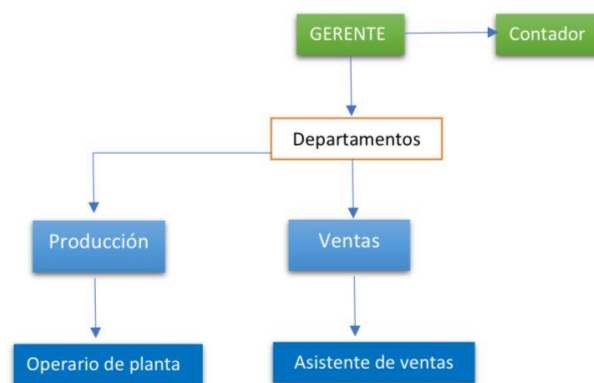 GERENTE
Contador
Departamentos
Producción
Ventas
Operario de planta
Asistente de ventas